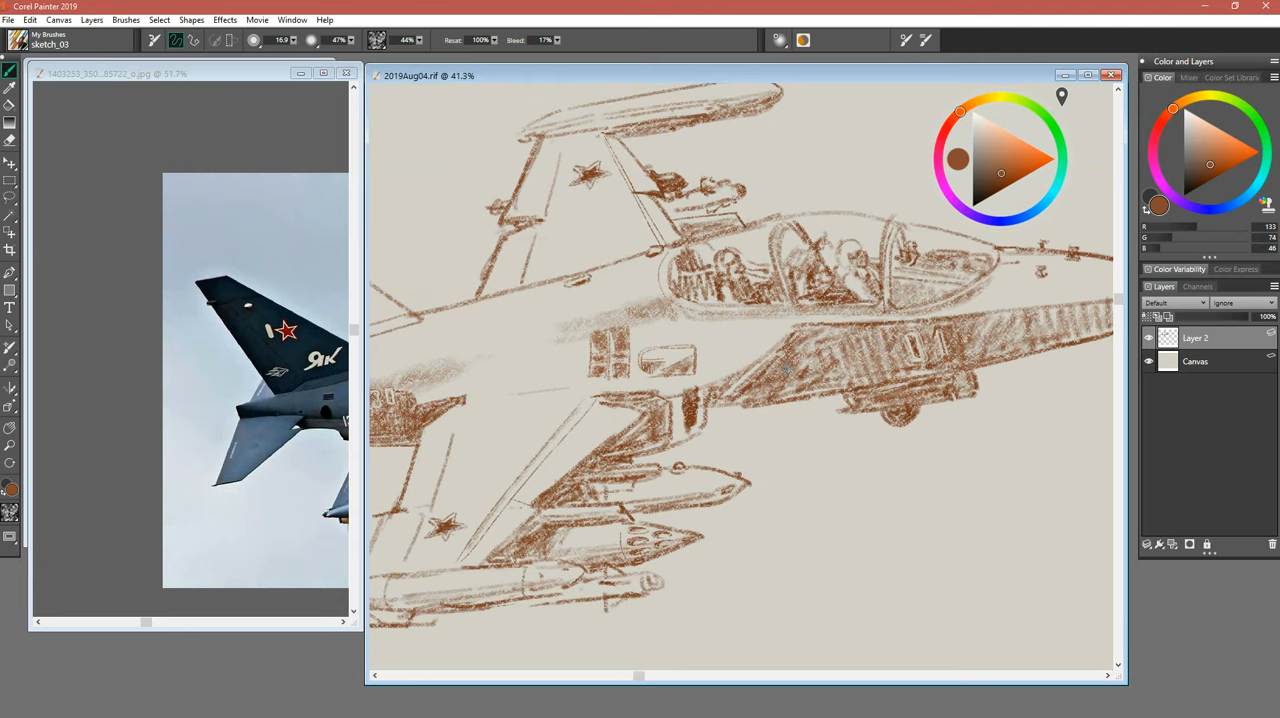 Corel Painter 2019
File Edit Canvas Layers Brushes Select Shapes Effects Movie Window Help
My Brushes
sketch_03
16.9 47% 44% Resat: 100% Bleed: 17%
1403253_350...85722_o.jpg @ 51.7%
2019Aug04.rif @ 41.3%
Color and Layers
Color Mixer Color Set Librari
R 133
G 74
B 46
Color Variability Color Express
Layers Channels
Default Ignore
100%
Layer 2
Canvas
ЯК
01
30